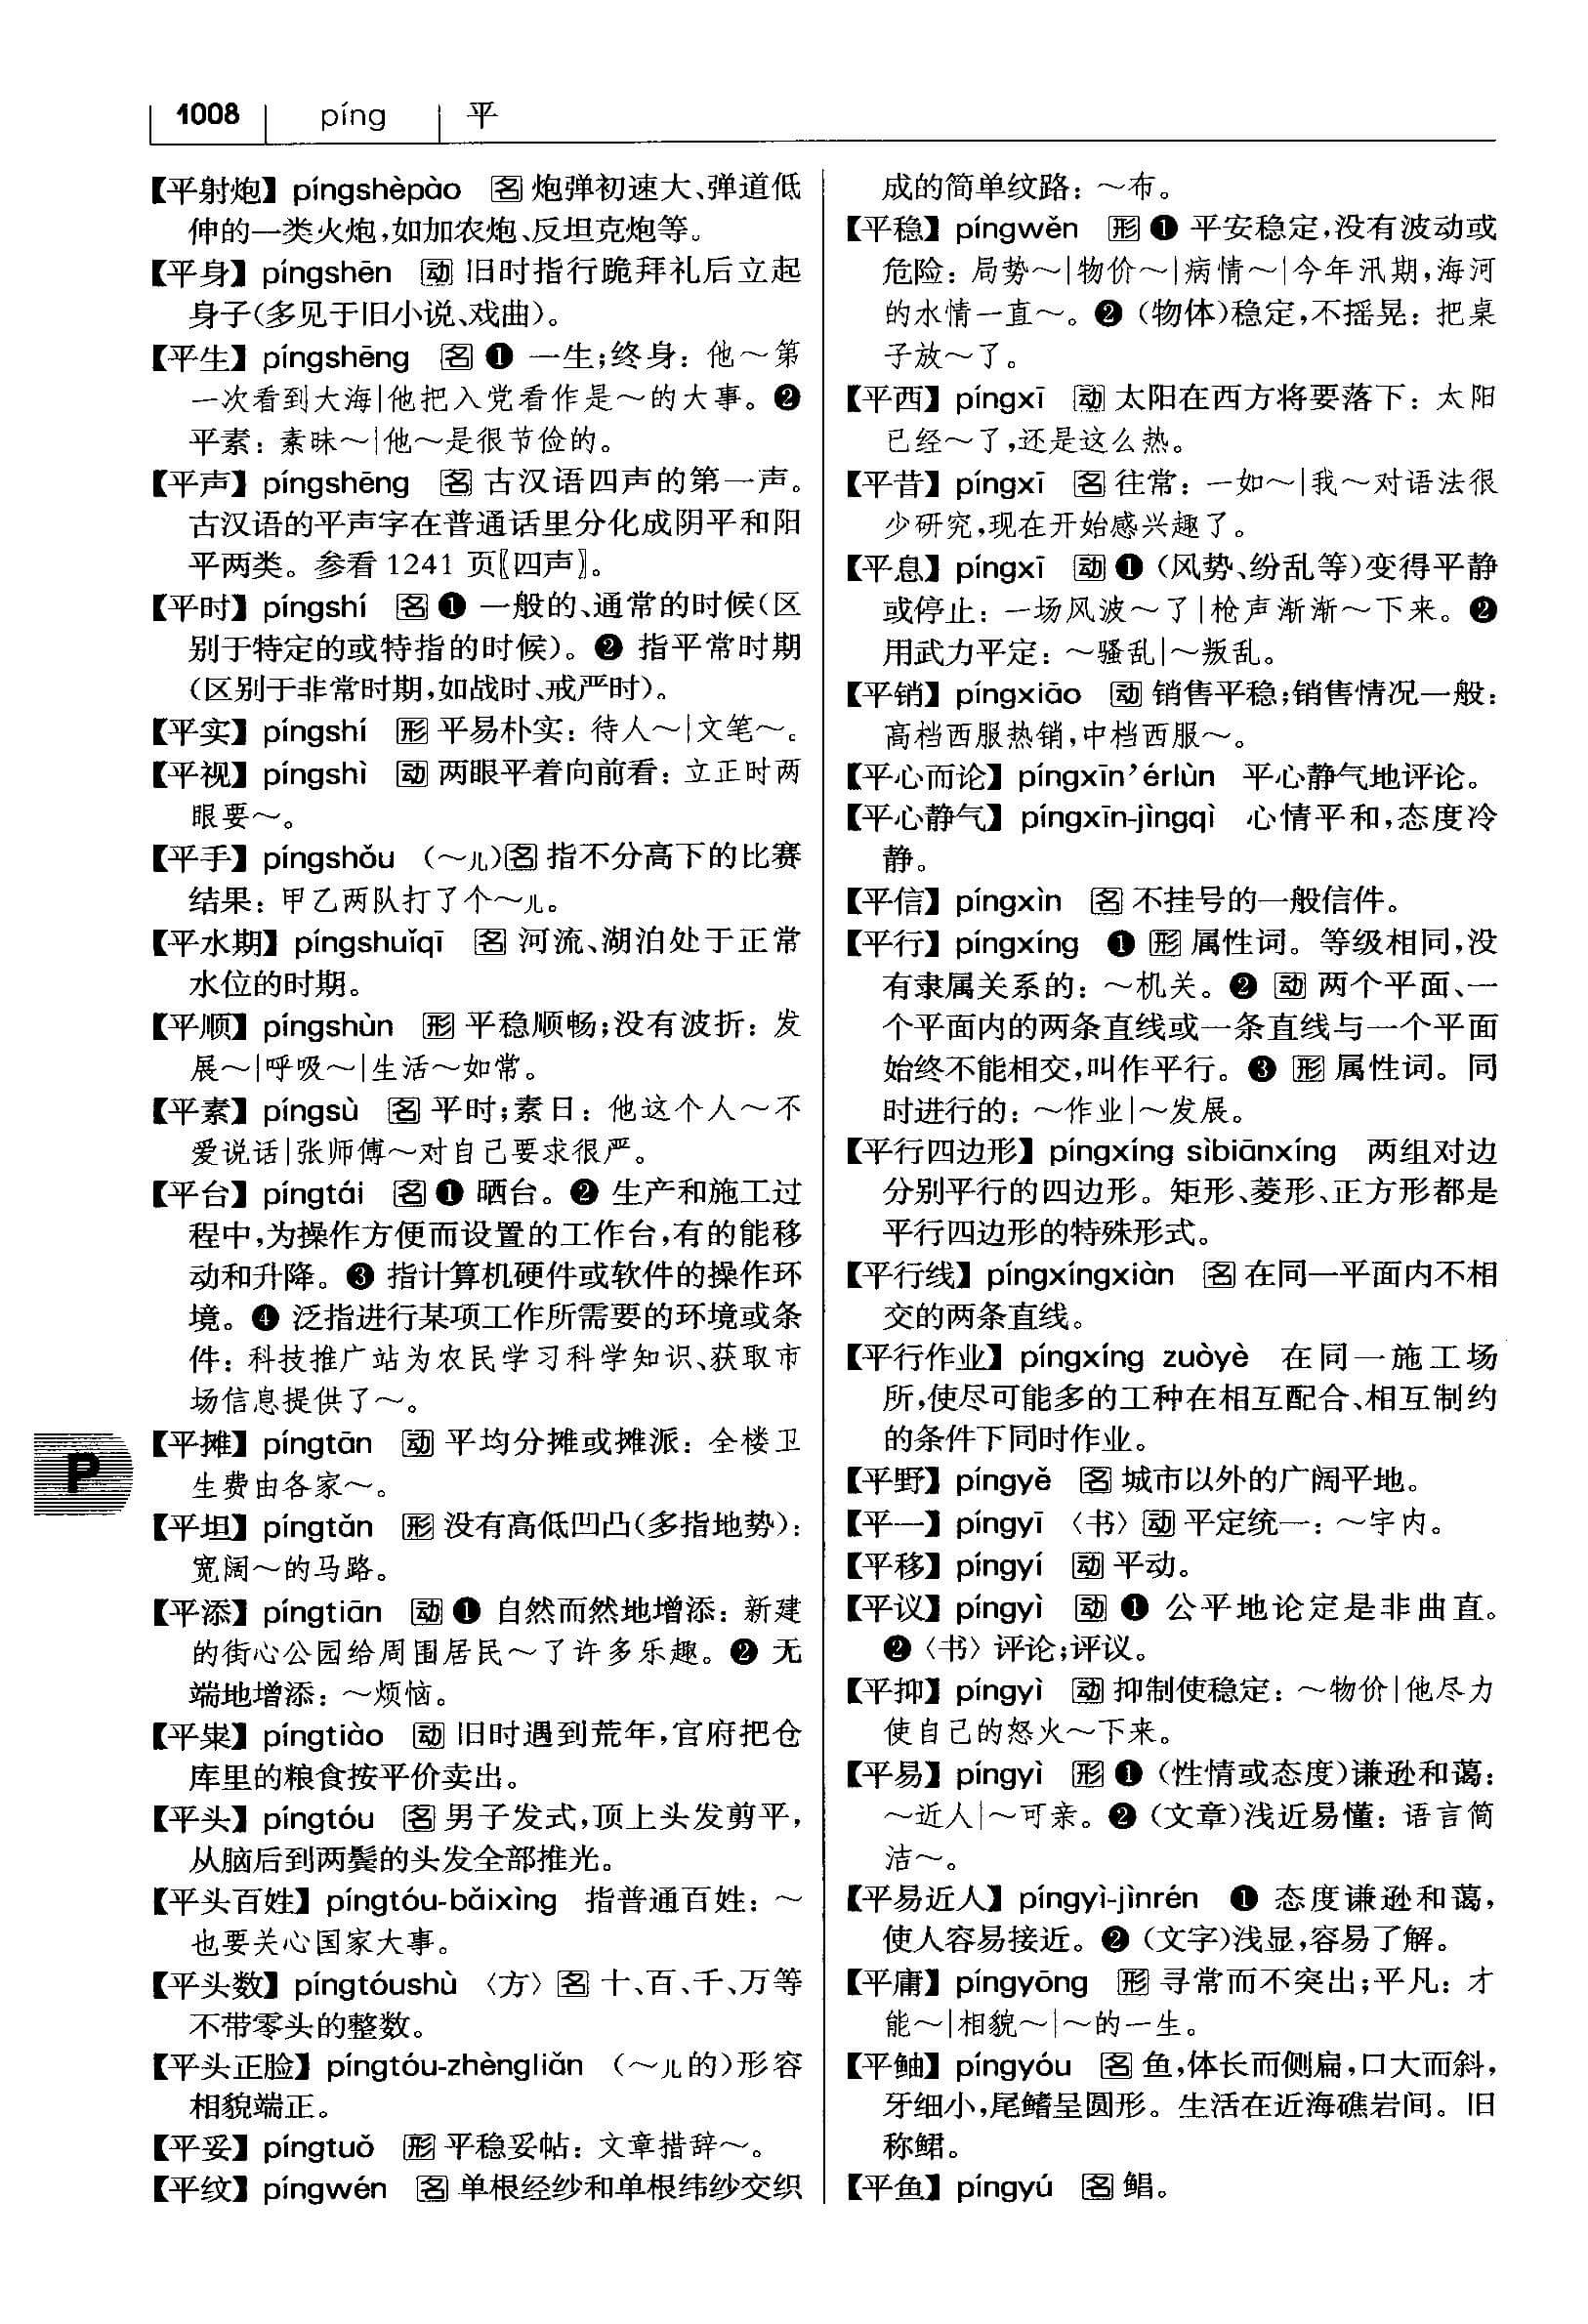 1008 píng 平
【平射炮】píngshèpào 名 炮弹初速大、弹道低
伸的一类火炮,如加农炮、反坦克炮等。
【平身】píngshēn 动 旧时指行跪拜礼后立起
身子(多见于旧小说、戏曲)。
【平生】píngshēng 名 ❶ 一生;终身：他～第
一次看到大海|他把入党看作是～的大事。❷
平素：素昧～|他～是很节俭的。
【平声】píngshēng 名 古汉语四声的第一声。
古汉语的平声字在普通话里分化成阴平和阳
平两类。参看 1241 页〖四声〗。
【平时】píngshí 名 ❶ 一般的、通常的时候(区
别于特定的或特指的时候)。❷ 指平常时期
(区别于非常时期,如战时、戒严时)。
【平实】píngshí 形 平易朴实：待人～|文笔～。
【平视】píngshì 动 两眼平着向前看：立正时两
眼要～。
【平手】píngshǒu (～儿)名 指不分高下的比赛
结果：甲乙两队打了个～儿。
【平水期】píngshuǐqī 名 河流、湖泊处于正常
水位的时期。
【平顺】píngshùn 形 平稳顺畅;没有波折：发
展～|呼吸～|生活～如常。
【平素】píngsù 名 平时;素日：他这个人～不
爱说话|张师傅～对自己要求很严。
【平台】píngtái 名 ❶ 晒台。❷ 生产和施工过
程中,为操作方便而设置的工作台,有的能移
动和升降。❸ 指计算机硬件或软件的操作环
境。❹ 泛指进行某项工作所需要的环境或条
件：科技推广站为农民学习科学知识、获取市
场信息提供了～。
【平摊】píngtān 动 平均分摊或摊派：全楼卫
生费由各家～。
【平坦】píngtǎn 形 没有高低凹凸(多指地势)：
宽阔～的马路。
【平添】píngtiān 动 ❶ 自然而然地增添：新建
的街心公园给周围居民～了许多乐趣。❷ 无
端地增添：～烦恼。
【平粜】píngtiào 动 旧时遇到荒年,官府把仓
库里的粮食按平价卖出。
【平头】píngtóu 名 男子发式,顶上头发剪平,
从脑后到两鬓的头发全部推光。
【平头百姓】píngtóu-bǎixìng 指普通百姓：～
也要关心国家大事。
【平头数】píngtóushù 〈方〉名 十、百、千、万等
不带零头的整数。
【平头正脸】píngtóu-zhèngliǎn (～儿的)形容
相貌端正。
【平妥】píngtuǒ 形 平稳妥帖：文章措辞～。
【平纹】píngwén 名 单根经纱和单根纬纱交织
P
成的简单纹路：～布。
【平稳】píngwěn 形 ❶ 平安稳定,没有波动或
危险：局势～|物价～|病情～|今年汛期,海河
的水情一直～。❷ (物体)稳定,不摇晃：把桌
子放～了。
【平西】píngxī 动 太阳在西方将要落下：太阳
已经～了,还是这么热。
【平昔】píngxī 名 往常：一如～|我～对语法很
少研究,现在开始感兴趣了。
【平息】píngxī 动 ❶ (风势、纷乱等)变得平静
或停止：一场风波～了|枪声渐渐～下来。❷
用武力平定：～骚乱|～叛乱。
【平销】píngxiāo 动 销售平稳;销售情况一般：
高档西服热销,中档西服～。
【平心而论】píngxīn’érlùn 平心静气地评论。
【平心静气】píngxīn-jìngqì 心情平和,态度冷
静。
【平信】píngxìn 名 不挂号的一般信件。
【平行】píngxíng ❶ 形 属性词。等级相同,没
有隶属关系的：～机关。❷ 动 两个平面、一
个平面内的两条直线或一条直线与一个平面
始终不能相交,叫作平行。❸ 形 属性词。同
时进行的：～作业|～发展。
【平行四边形】píngxíng sìbiānxíng 两组对边
分别平行的四边形。矩形、菱形、正方形都是
平行四边形的特殊形式。
【平行线】píngxíngxiàn 名 在同一平面内不相
交的两条直线。
【平行作业】píngxíng zuòyè 在同一施工场
所,使尽可能多的工种在相互配合、相互制约
的条件下同时作业。
【平野】píngyě 名 城市以外的广阔平地。
【平一】píngyī 〈书〉动 平定统一：～宇内。
【平移】píngyí 动 平动。
【平议】píngyì 动 ❶ 公平地论定是非曲直。
❷〈书〉评论;评议。
【平抑】píngyì 动 抑制使稳定：～物价|他尽力
使自己的怒火～下来。
【平易】píngyì 形 ❶ (性情或态度)谦逊和蔼：
～近人|～可亲。❷ (文章)浅近易懂：语言简
洁～。
【平易近人】píngyì-jìnrén ❶ 态度谦逊和蔼,
使人容易接近。❷ (文字)浅显,容易了解。
【平庸】píngyōng 形 寻常而不突出;平凡：才
能～|相貌～|～的一生。
【平鲉】píngyóu 名 鱼,体长而侧扁,口大而斜,
牙细小,尾鳍呈圆形。生活在近海礁岩间。旧
称鲪。
【平鱼】píngyú 名 鲳。